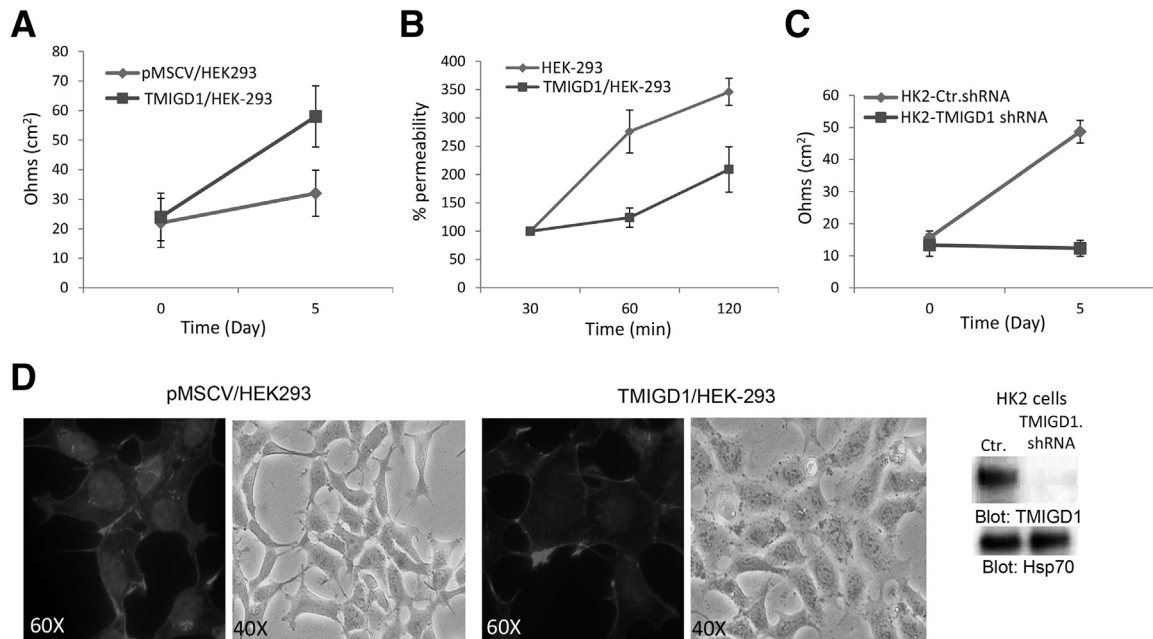 A
80
70
60
50
40
30
20
10
0
Ohms (cm2)
pMSCV/HEK293
TMIGD1/HEK-293
0 5
Time (Day)
B
400
350
300
250
200
150
100
50
0
% permeability
HEK-293
TMIGD1/HEK-293
30 60 120
Time (min)
C
60
50
40
30
20
10
0
Ohms (cm2)
HK2-Ctr.shRNA
HK2-TMIGD1 shRNA
0 5
Time (Day)
D
pMSCV/HEK293
60X
40X
TMIGD1/HEK-293
60X
40X
HK2 cells
Ctr.
TMIGD1.
shRNA
Blot: TMIGD1
Blot: Hsp70